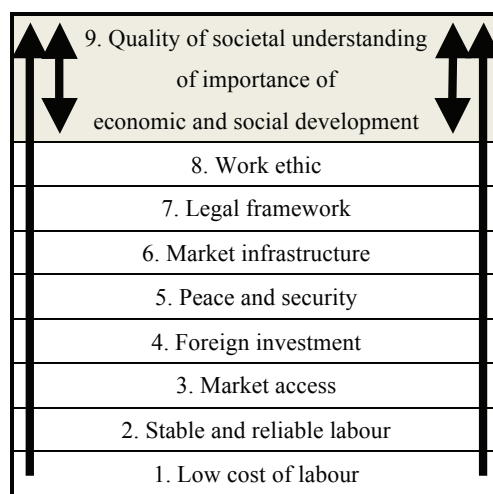 9. Quality of societal understanding
of importance of
economic and social development
8. Work ethic
7. Legal framework
6. Market infrastructure
5. Peace and security
4. Foreign investment
3. Market access
2. Stable and reliable labour
1. Low cost of labour